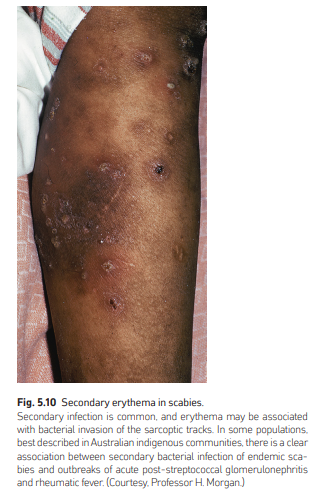 Fig. 5.10 Secondary erythema in scabies.
Secondary infection is common, and erythema may be associated
with bacterial invasion of the sarcoptic tracks. In some populations,
best described in Australian indigenous communities, there is a clear
association between secondary bacterial infection of endemic sca-
bies and outbreaks of acute post-streptococcal glomerulonephritis
and rheumatic fever. (Courtesy, Professor H. Morgan.)